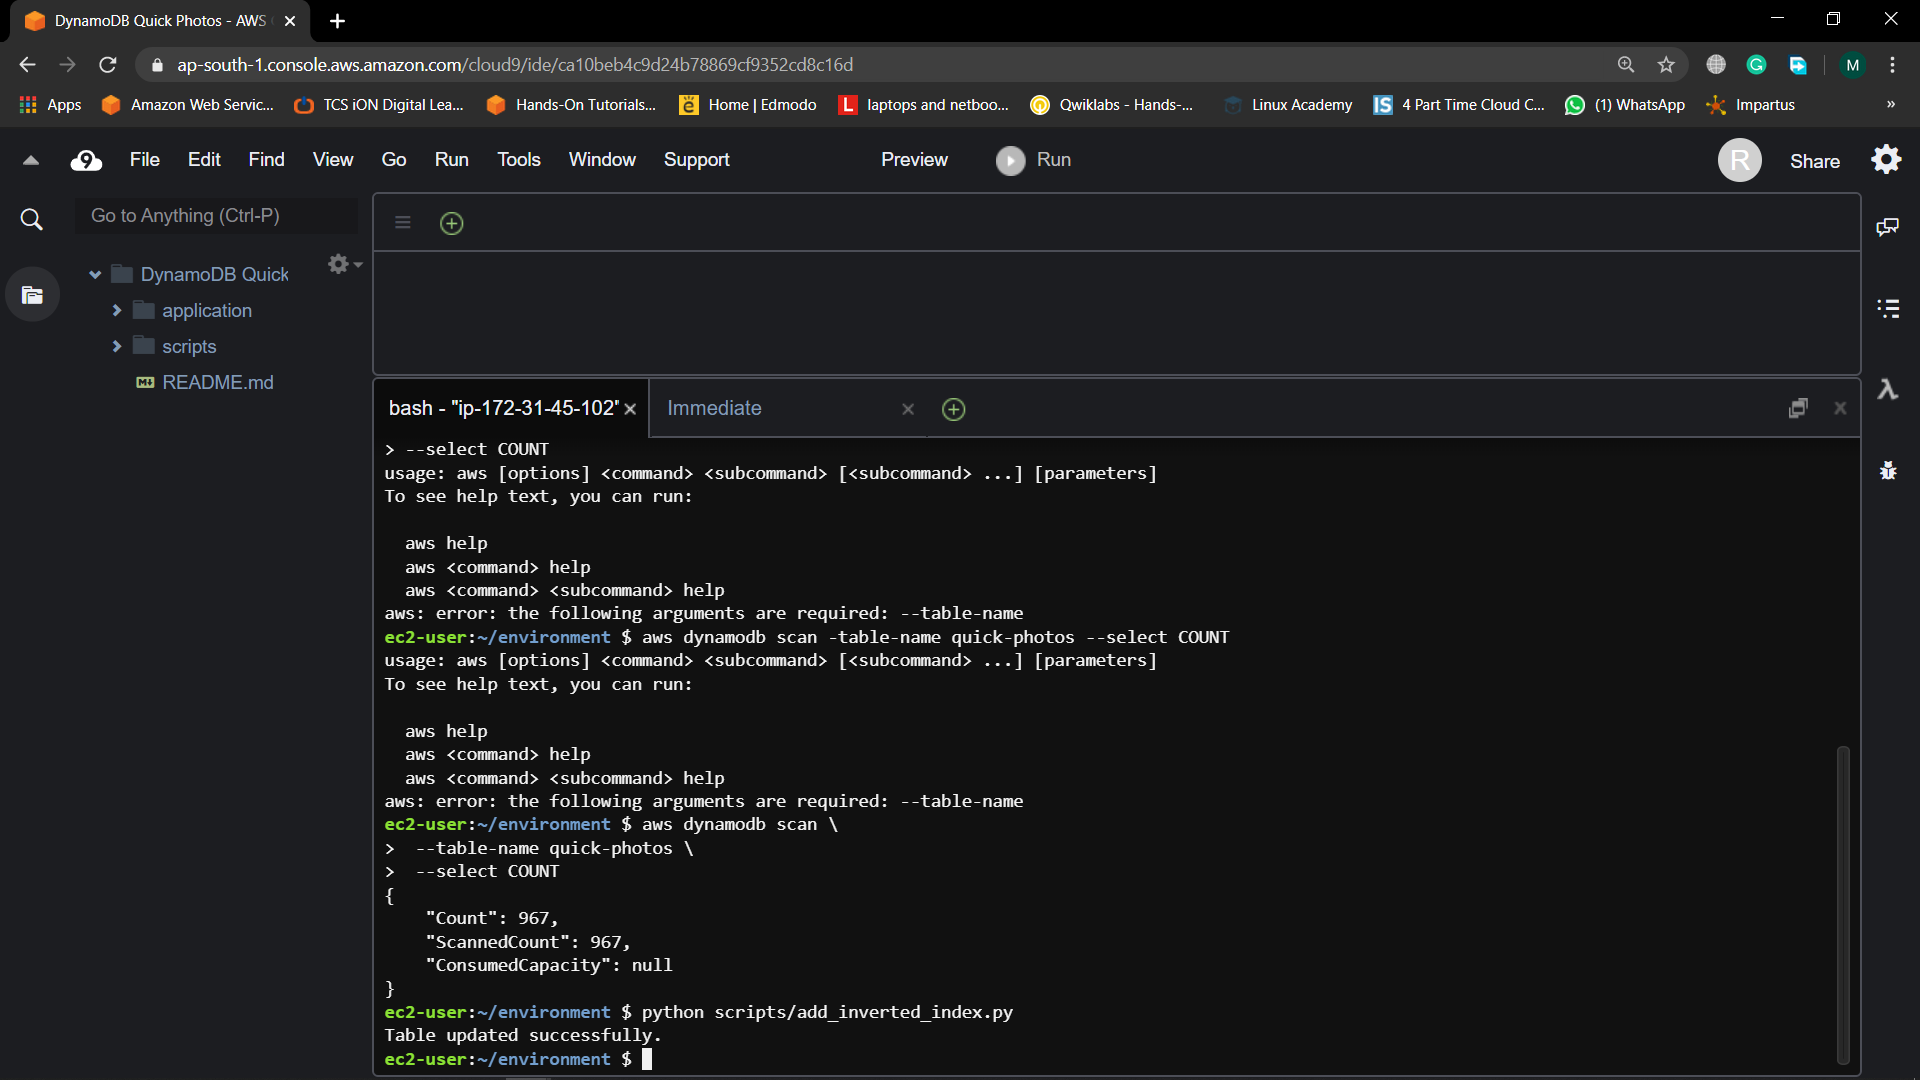 DynamoDB Quick Photos - AWS
ap-south-1.console.aws.amazon.com/cloud9/ide/ca10beb4c9d24b78869cf9352cd8c16d
M
Apps Amazon Web Servic... TCS iON Digital Lea... Hands-On Tutorials... Home | Edmodo laptops and netboo... Qwiklabs - Hands-... Linux Academy 4 Part Time Cloud C... (1) WhatsApp Impartus »
9 File Edit Find View Go Run Tools Window Support Preview Run R Share
Go to Anything (Ctrl-P)
DynamoDB Quick
application
scripts
README.md
bash - "ip-172-31-45-102" Immediate
> --select COUNT
usage: aws [options] <command> <subcommand> [<subcommand> ...] [parameters]
To see help text, you can run:
aws help
aws <command> help
aws <command> <subcommand> help
aws: error: the following arguments are required: --table-name
ec2-user:~/environment $ aws dynamodb scan -table-name quick-photos --select COUNT
usage: aws [options] <command> <subcommand> [<subcommand> ...] [parameters]
To see help text, you can run:
aws help
aws <command> help
aws <command> <subcommand> help
aws: error: the following arguments are required: --table-name
ec2-user:~/environment $ aws dynamodb scan \
>  --table-name quick-photos \
>  --select COUNT
{
    "Count": 967,
    "ScannedCount": 967,
    "ConsumedCapacity": null
}
ec2-user:~/environment $ python scripts/add_inverted_index.py
Table updated successfully.
ec2-user:~/environment $